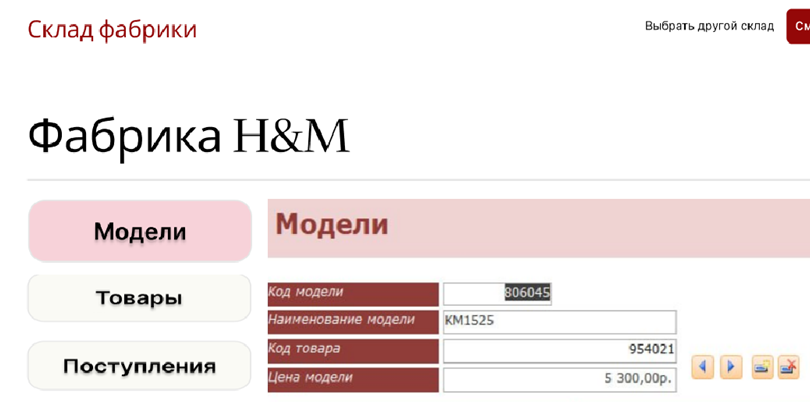 Склад фабрики
Выбрать другой склад
См
Фабрика H&M
Модели
Товары
Поступления
Модели
Код модели 806045
Наименование модели КМ1525
Код товара 954021
Цена модели 5 300,00р.